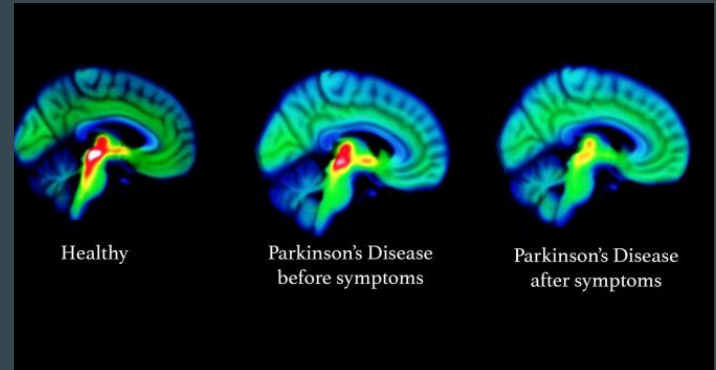 Healthy
Parkinson’s Disease
before symptoms
Parkinson’s Disease
after symptoms